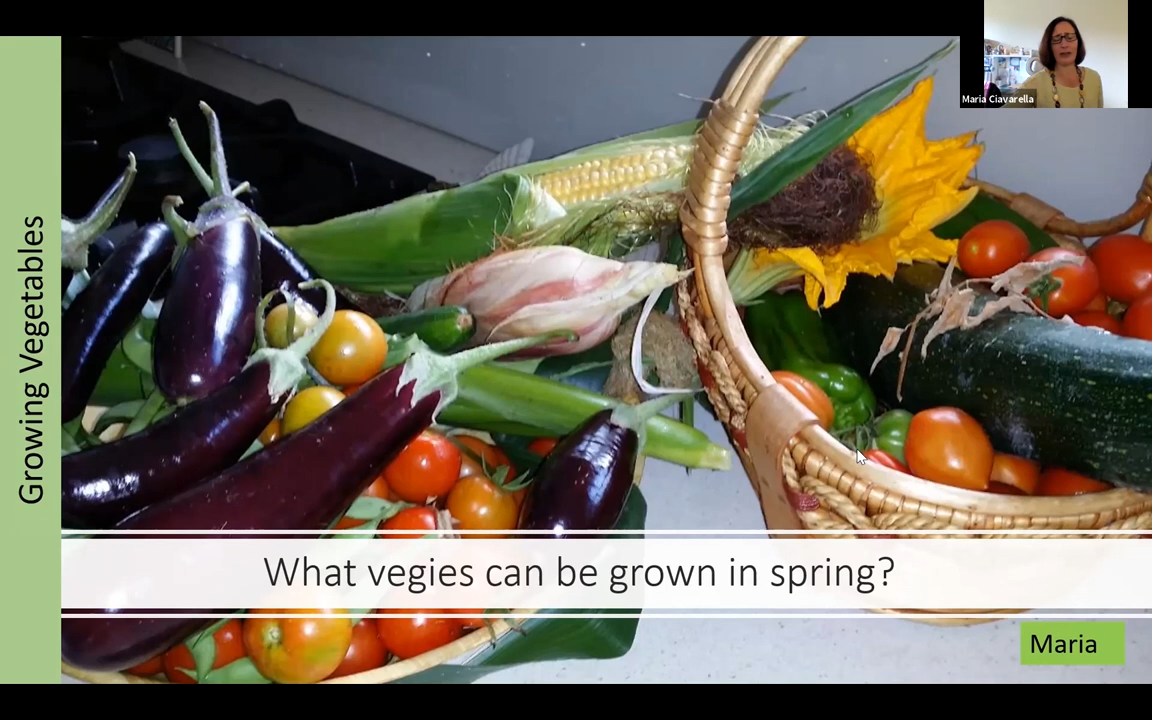 Growing Vegetables
Maria Ciavarella
What vegies can be grown in spring?
Maria